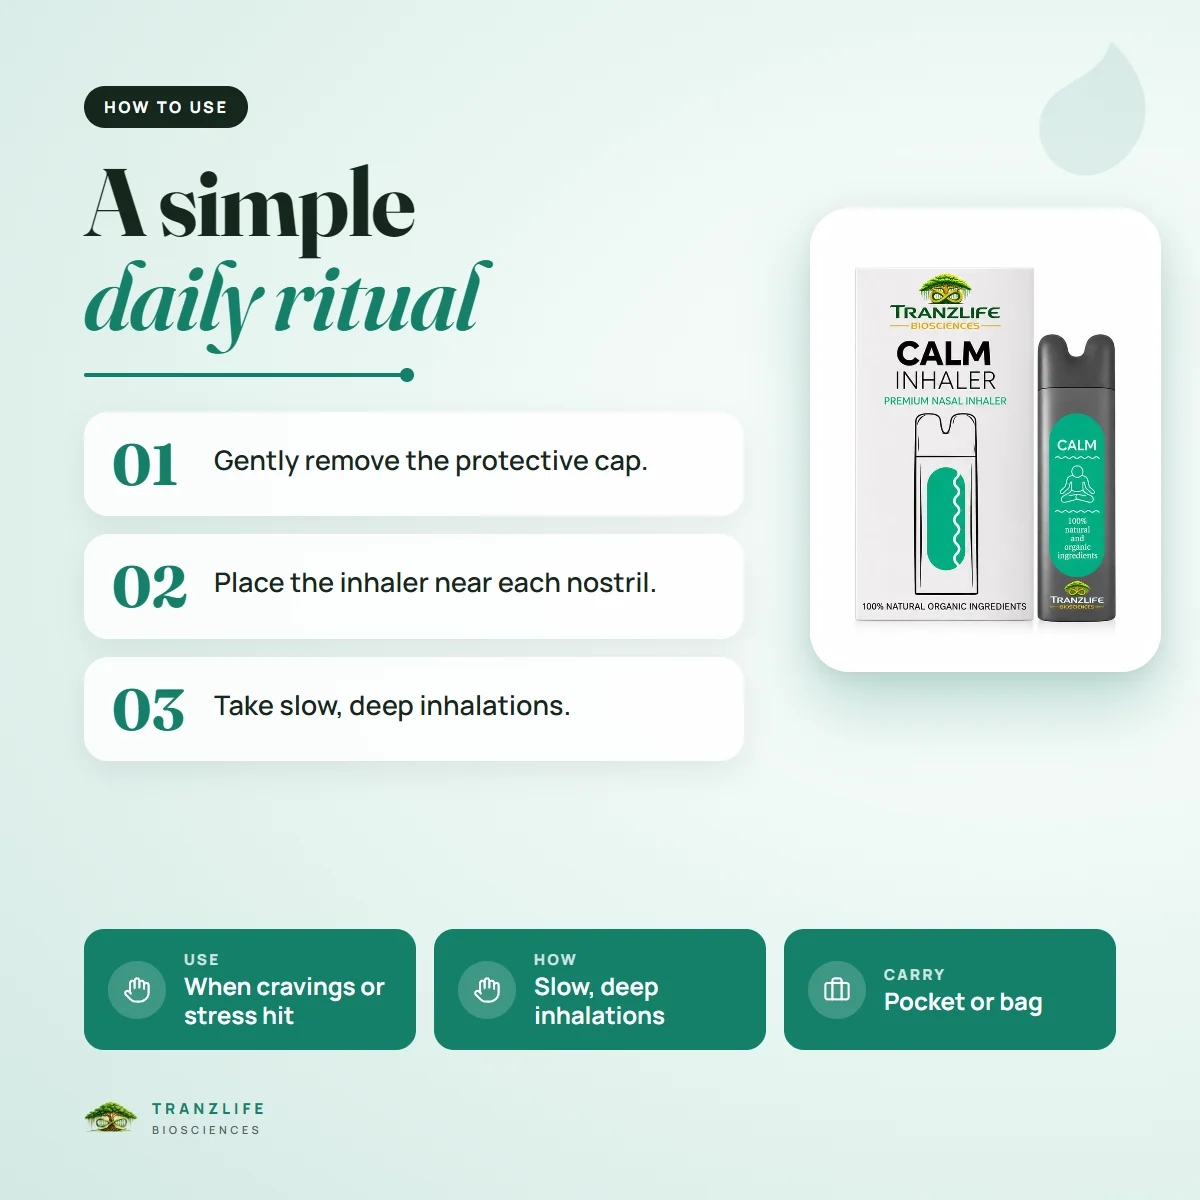 HOW TO USE
A simple
daily ritual
01 Gently remove the protective cap.
02 Place the inhaler near each nostril.
03 Take slow, deep inhalations.
TRANZLIFE
BIOSCIENCES
CALM
INHALER
PREMIUM NASAL INHALER
100% NATURAL ORGANIC INGREDIENTS
CALM
100%
natural
and
organic
ingredients
TRANZLIFE
BIOSCIENCES
USE
When cravings or
stress hit
HOW
Slow, deep
inhalations
CARRY
Pocket or bag
TRANZLIFE
BIOSCIENCES